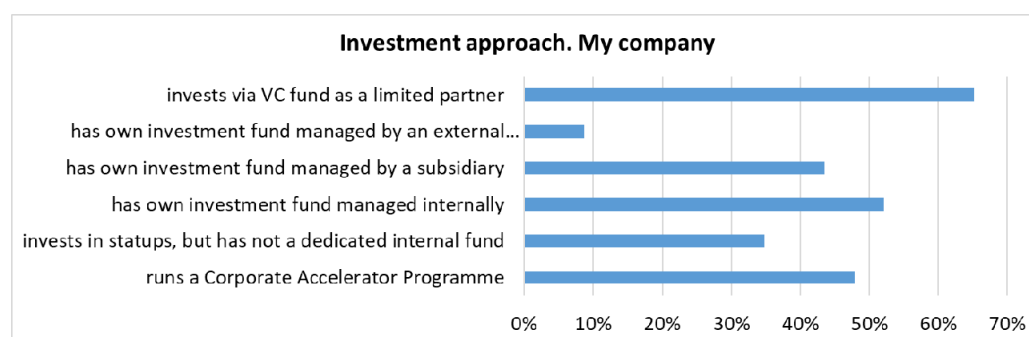 Investment approach. My company
invests via VC fund as a limited partner
has own investment fund managed by an external...
has own investment fund managed by a subsidiary
has own investment fund managed internally
invests in statups, but has not a dedicated internal fund
runs a Corporate Accelerator Programme
0% 10% 20% 30% 40% 50% 60% 70%